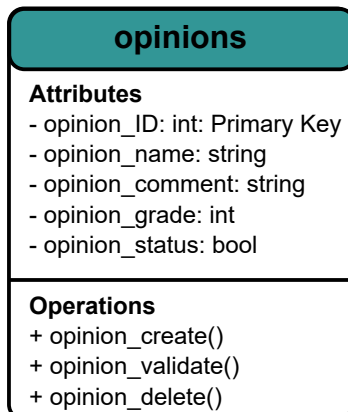 opinions
Attributes
- opinion_ID: int: Primary Key
- opinion_name: string
- opinion_comment: string
- opinion_grade: int
- opinion_status: bool
Operations
+ opinion_create()
+ opinion_validate()
+ opinion_delete()